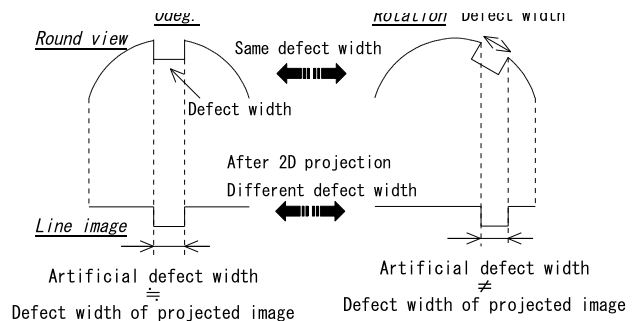 0deg.
Rotation Defect width
Round view
Same defect width
Defect width
After 2D projection
Different defect width
Line image
Artificial defect width
≒
Defect width of projected image
Artificial defect width
≠
Defect width of projected image